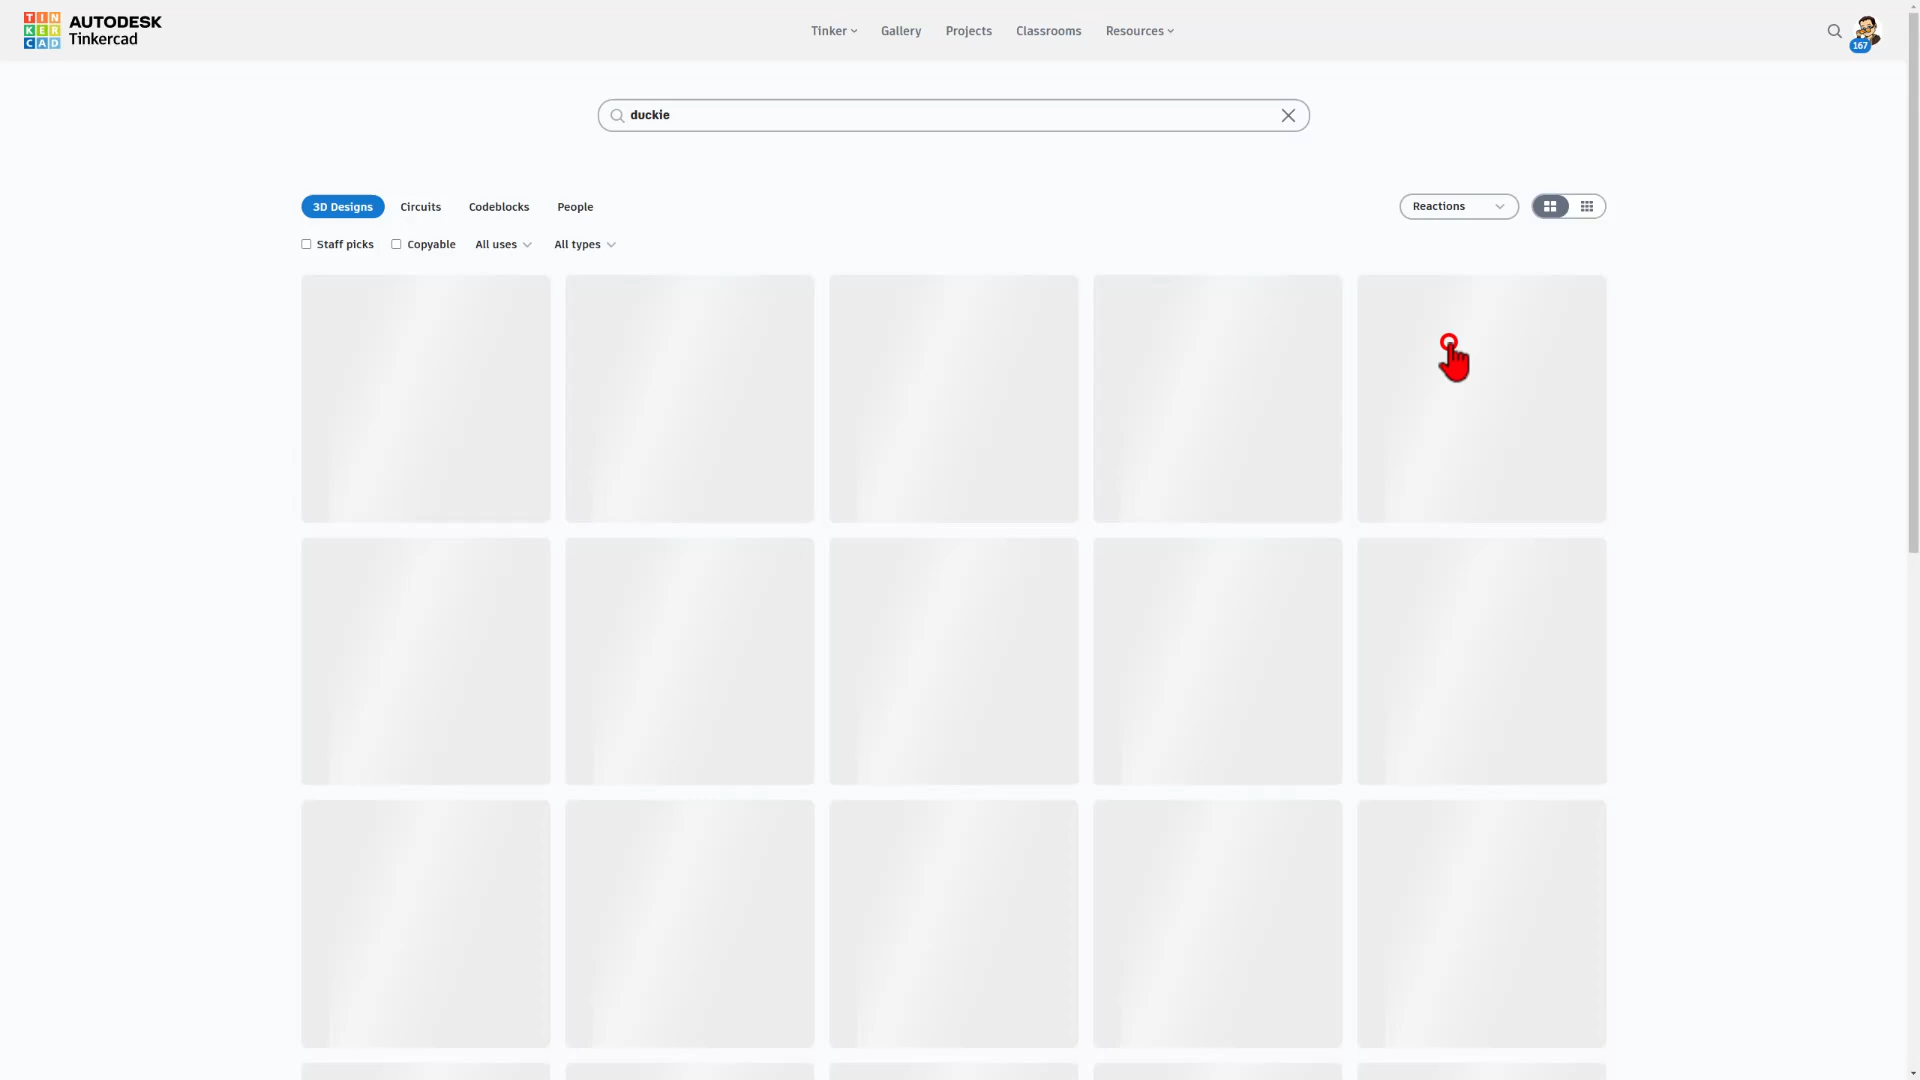 TIN
KER
CAD
AUTODESK
Tinkercad
Tinker
Gallery
Projects
Classrooms
Resources
167
duckie
3D Designs
Circuits
Codeblocks
People
Reactions
Staff picks
Copyable
All uses
All types